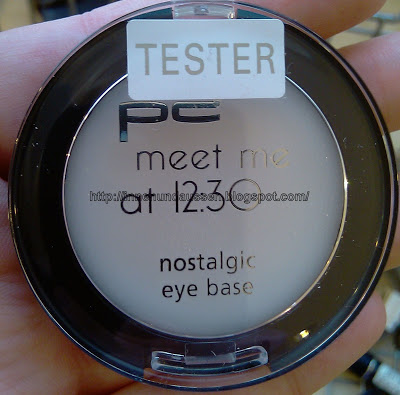 TESTER
pc
meet me
at 12.30
http://innenundaussen.blogspot.com/
nostalgic
eye base